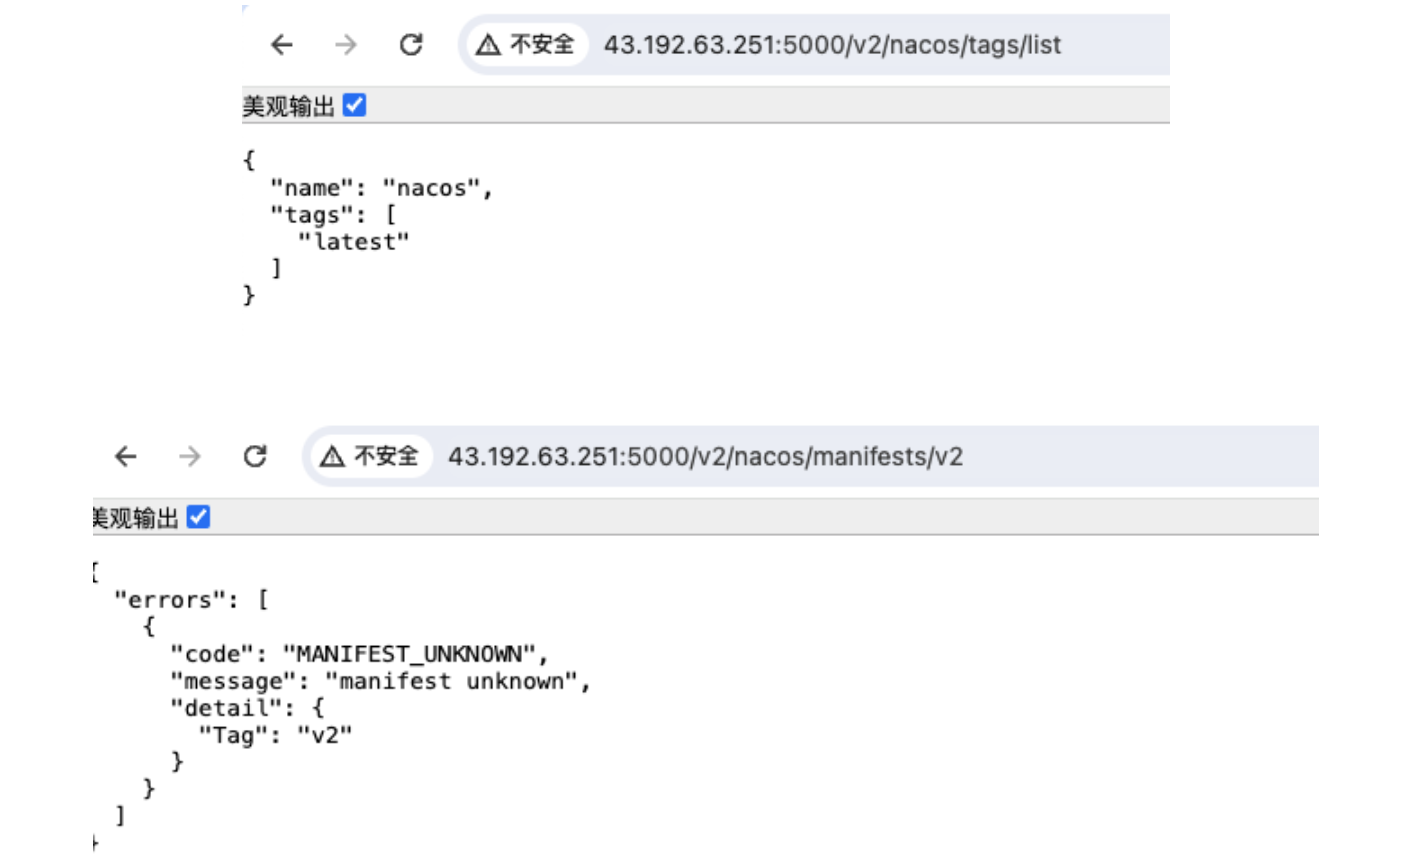 不安全 43.192.63.251:5000/v2/nacos/tags/list
美观输出
{
"name": "nacos",
"tags": [
"latest"
]
}
不安全 43.192.63.251:5000/v2/nacos/manifests/v2
美观输出
{
"errors": [
{
"code": "MANIFEST_UNKNOWN",
"message": "manifest unknown",
"detail": {
"Tag": "v2"
}
}
]
}